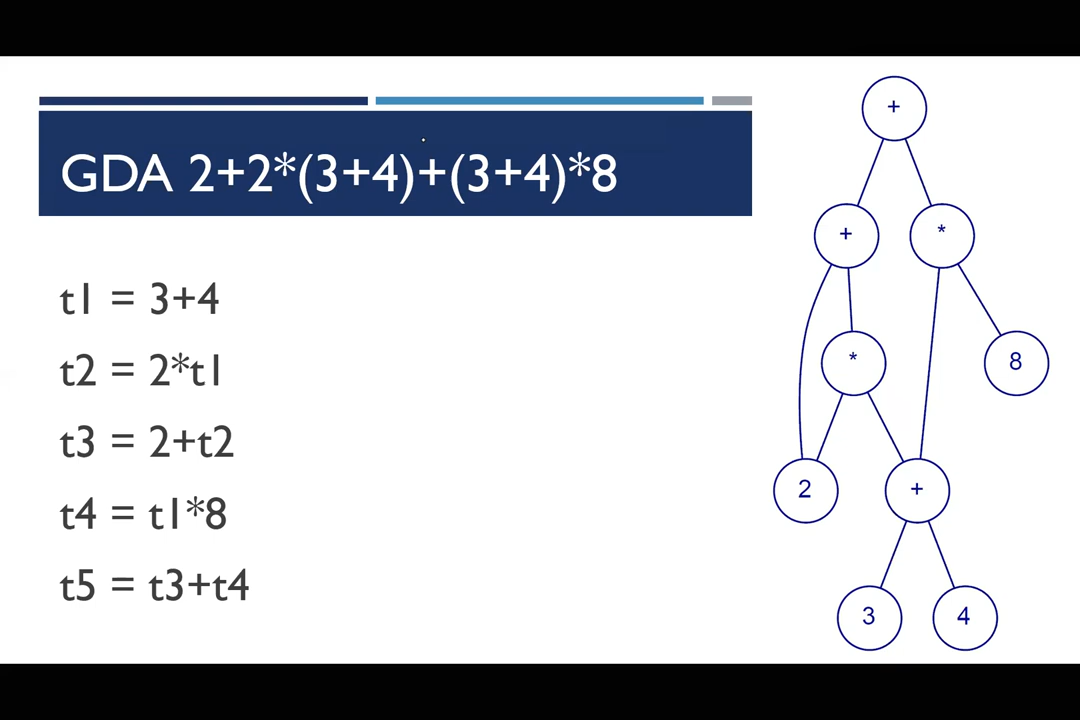 GDA 2+2*(3+4)+(3+4)*8
t1 = 3+4
t2 = 2*t1
t3 = 2+t2
t4 = t1*8
t5 = t3+t4
+
+ *
* 8
2 +
3 4